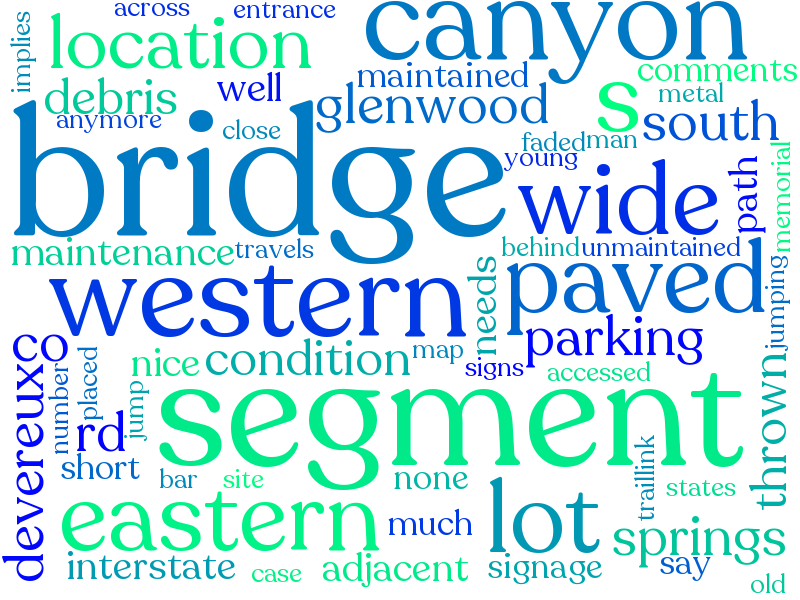 across
entrance
canyon
implies
location
maintained
comments
debris
well
glenwood
s
metal
anymore
close
south
bridge
faded
man
young
wide
path
memorial
maintenance
travels
behind
unmaintained
western
needs
paved
jumping
co
nice
condition
map
parking
signs
accessed
devereux
number
placed
jump
segment
thrown
rd
short
bar
site
none
traillink
states
eastern
much
lot
springs
interstate
case
adjacent
signage
say
old